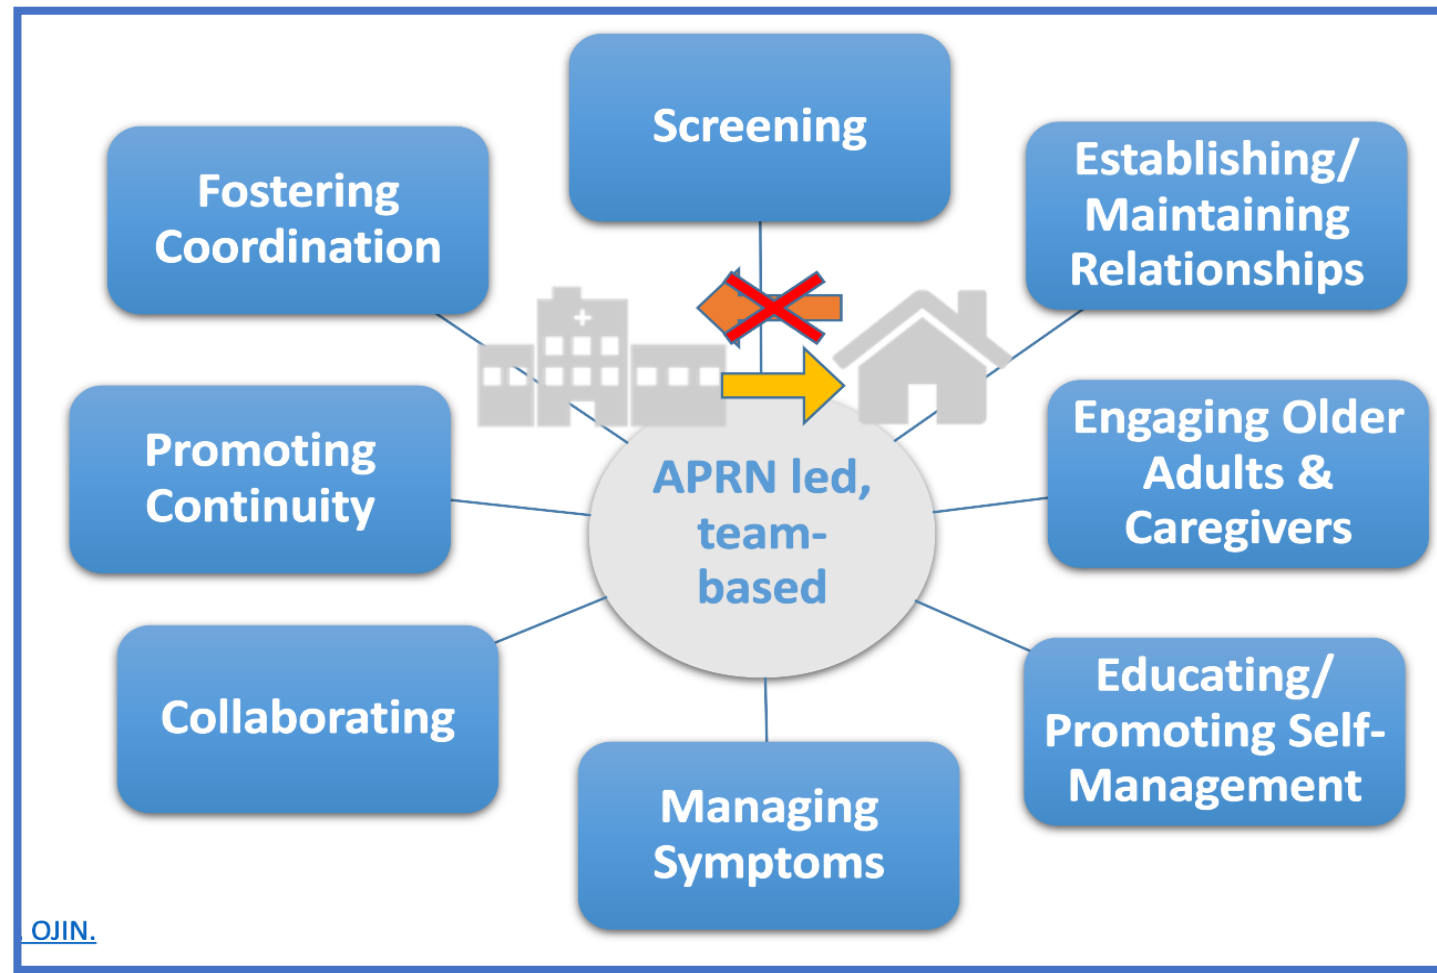 Screening
Establishing/
Maintaining
Relationships
Engaging Older
Adults &
Caregivers
Educating/
Promoting Self-
Management
Managing
Symptoms
Collaborating
Promoting
Continuity
Fostering
Coordination
APRN led,
team-
based
. OJIN.